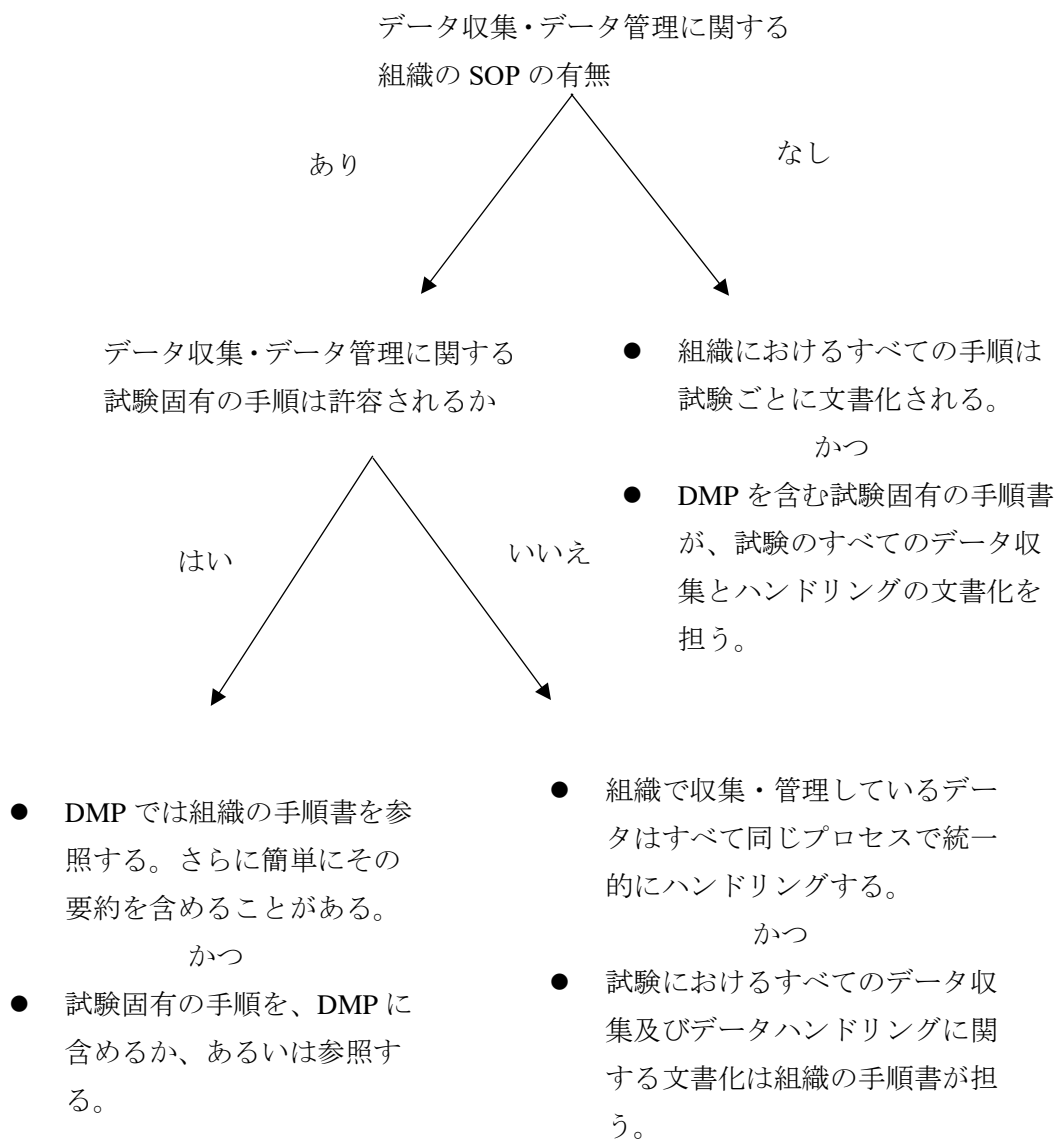 データ収集・データ管理に関する
組織の SOP の有無
あり
なし
データ収集・データ管理に関する
試験固有の手順は許容されるか
● 組織におけるすべての手順は
試験ごとに文書化される。
かつ
● DMP を含む試験固有の手順書
が、試験のすべてのデータ収
集とハンドリングの文書化を
担う。
はい
いいえ
● DMP では組織の手順書を参
照する。さらに簡単にその
要約を含めることがある。
かつ
● 試験固有の手順を、DMP に
含めるか、あるいは参照す
る。
● 組織で収集・管理しているデー
タはすべて同じプロセスで統一
的にハンドリングする。
かつ
● 試験におけるすべてのデータ収
集及びデータハンドリングに関
する文書化は組織の手順書が担
う。